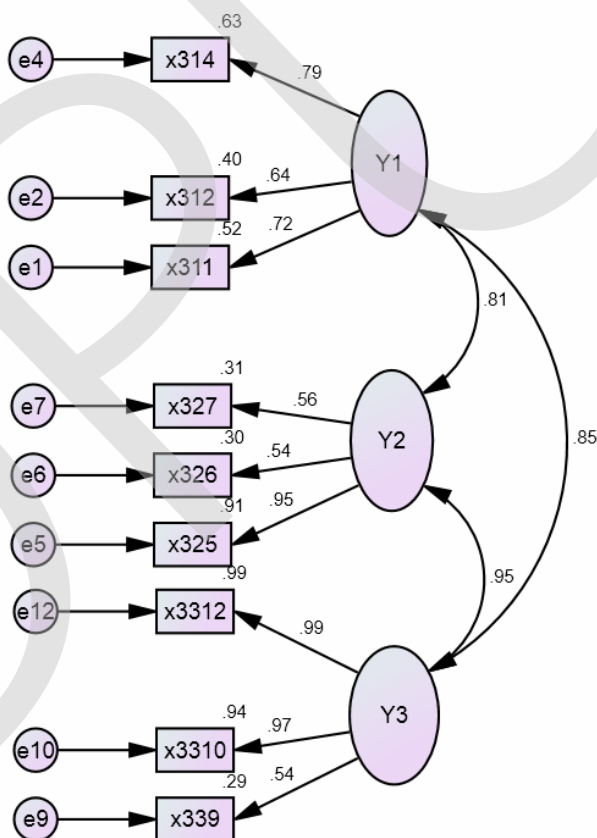 .63
e4 x314 .79
Y1
.40
e2 x312 .64
.52
e1 x311 .72
.81
.31
e7 x327 .56
Y2
.85
.30
e6 x326 .54
.91
e5 x325 .95
.99
e12 x3312 .99
.95
Y3
.94
e10 x3310 .97
.29
e9 x339 .54